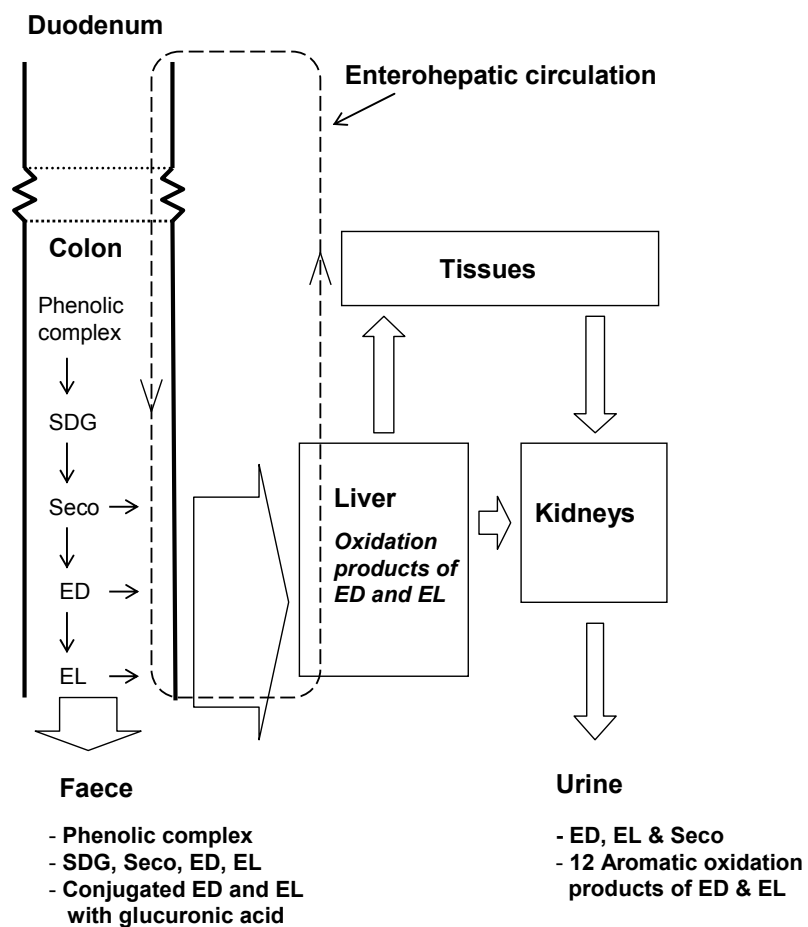 Duodenum
Enterohepatic circulation
Colon
Tissues
Phenolic
complex
SDG
Seco
ED
EL
Liver
Oxidation
products of
ED and EL
Kidneys
Faece
- Phenolic complex
- SDG, Seco, ED, EL
- Conjugated ED and EL
with glucuronic acid
Urine
- ED, EL & Seco
- 12 Aromatic oxidation
products of ED & EL